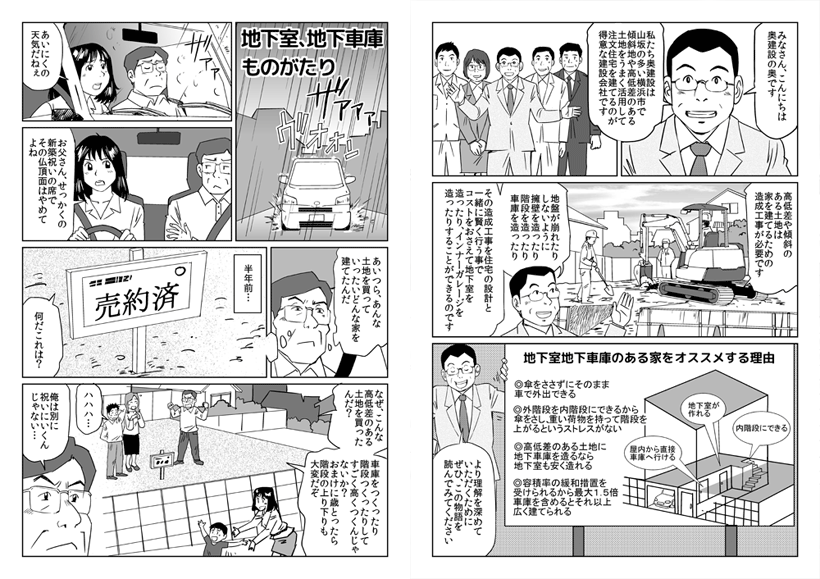 みなさん、こんにちは
奥建設の奥です
私たち奥建設は
山坂の多い横浜市で
傾斜地や高低差のある
土地をうまく活用して
注文住宅を建てるのが
得意な建設会社です
高低差や傾斜の
ある土地は
家を建てるための
造成工事が必要です
地盤が崩れたり
しないように
擁壁を造ったり
階段を造ったり
車庫を造ったり
その造成工事を住宅の設計と
一緒に賢く行う事で
コストをおさえて地下室を
造ったり、インナーガレージを
造ったりすることができるのです
地下室地下車庫のある家をオススメする理由
◎傘をささずにそのまま
車で外出できる
◎外階段を内階段にできるから
傘をさし、重い荷物を持って階段を
上がるというストレスがない
◎高低差のある土地に
地下車庫を造るなら
地下室も安く造れる
◎容積率の緩和措置を
受けられるから最大1.5倍
車庫を含めるとそれ以上
広く建てられる
地下室が
作れる
内階段にできる
屋内から直接
車庫へ行ける
より理解を深めて
いただくために
ぜひ、この物語を
読んでみてください
地下室、地下車庫
ものがたり
ザアアア
ザアアア
あいにくの
天気だねぇ
お父さん、せっかくの
新築祝いの席で
その仏頂面はやめて
よね
あいつら、あんな
土地を買って
いったいどんな家を
建てたんだ
半年前…
売約済
何だこれは?
なぜ、こんな
高低差のある
土地を買った
んだ?
車庫をつくったり
階段つくったりして
すごく高くつくんじゃ
ないか?
おまけに歳とったら
階段の上り下りも
大変だぞ
ハハハ…
俺は別に
祝いにいくん
じゃない…